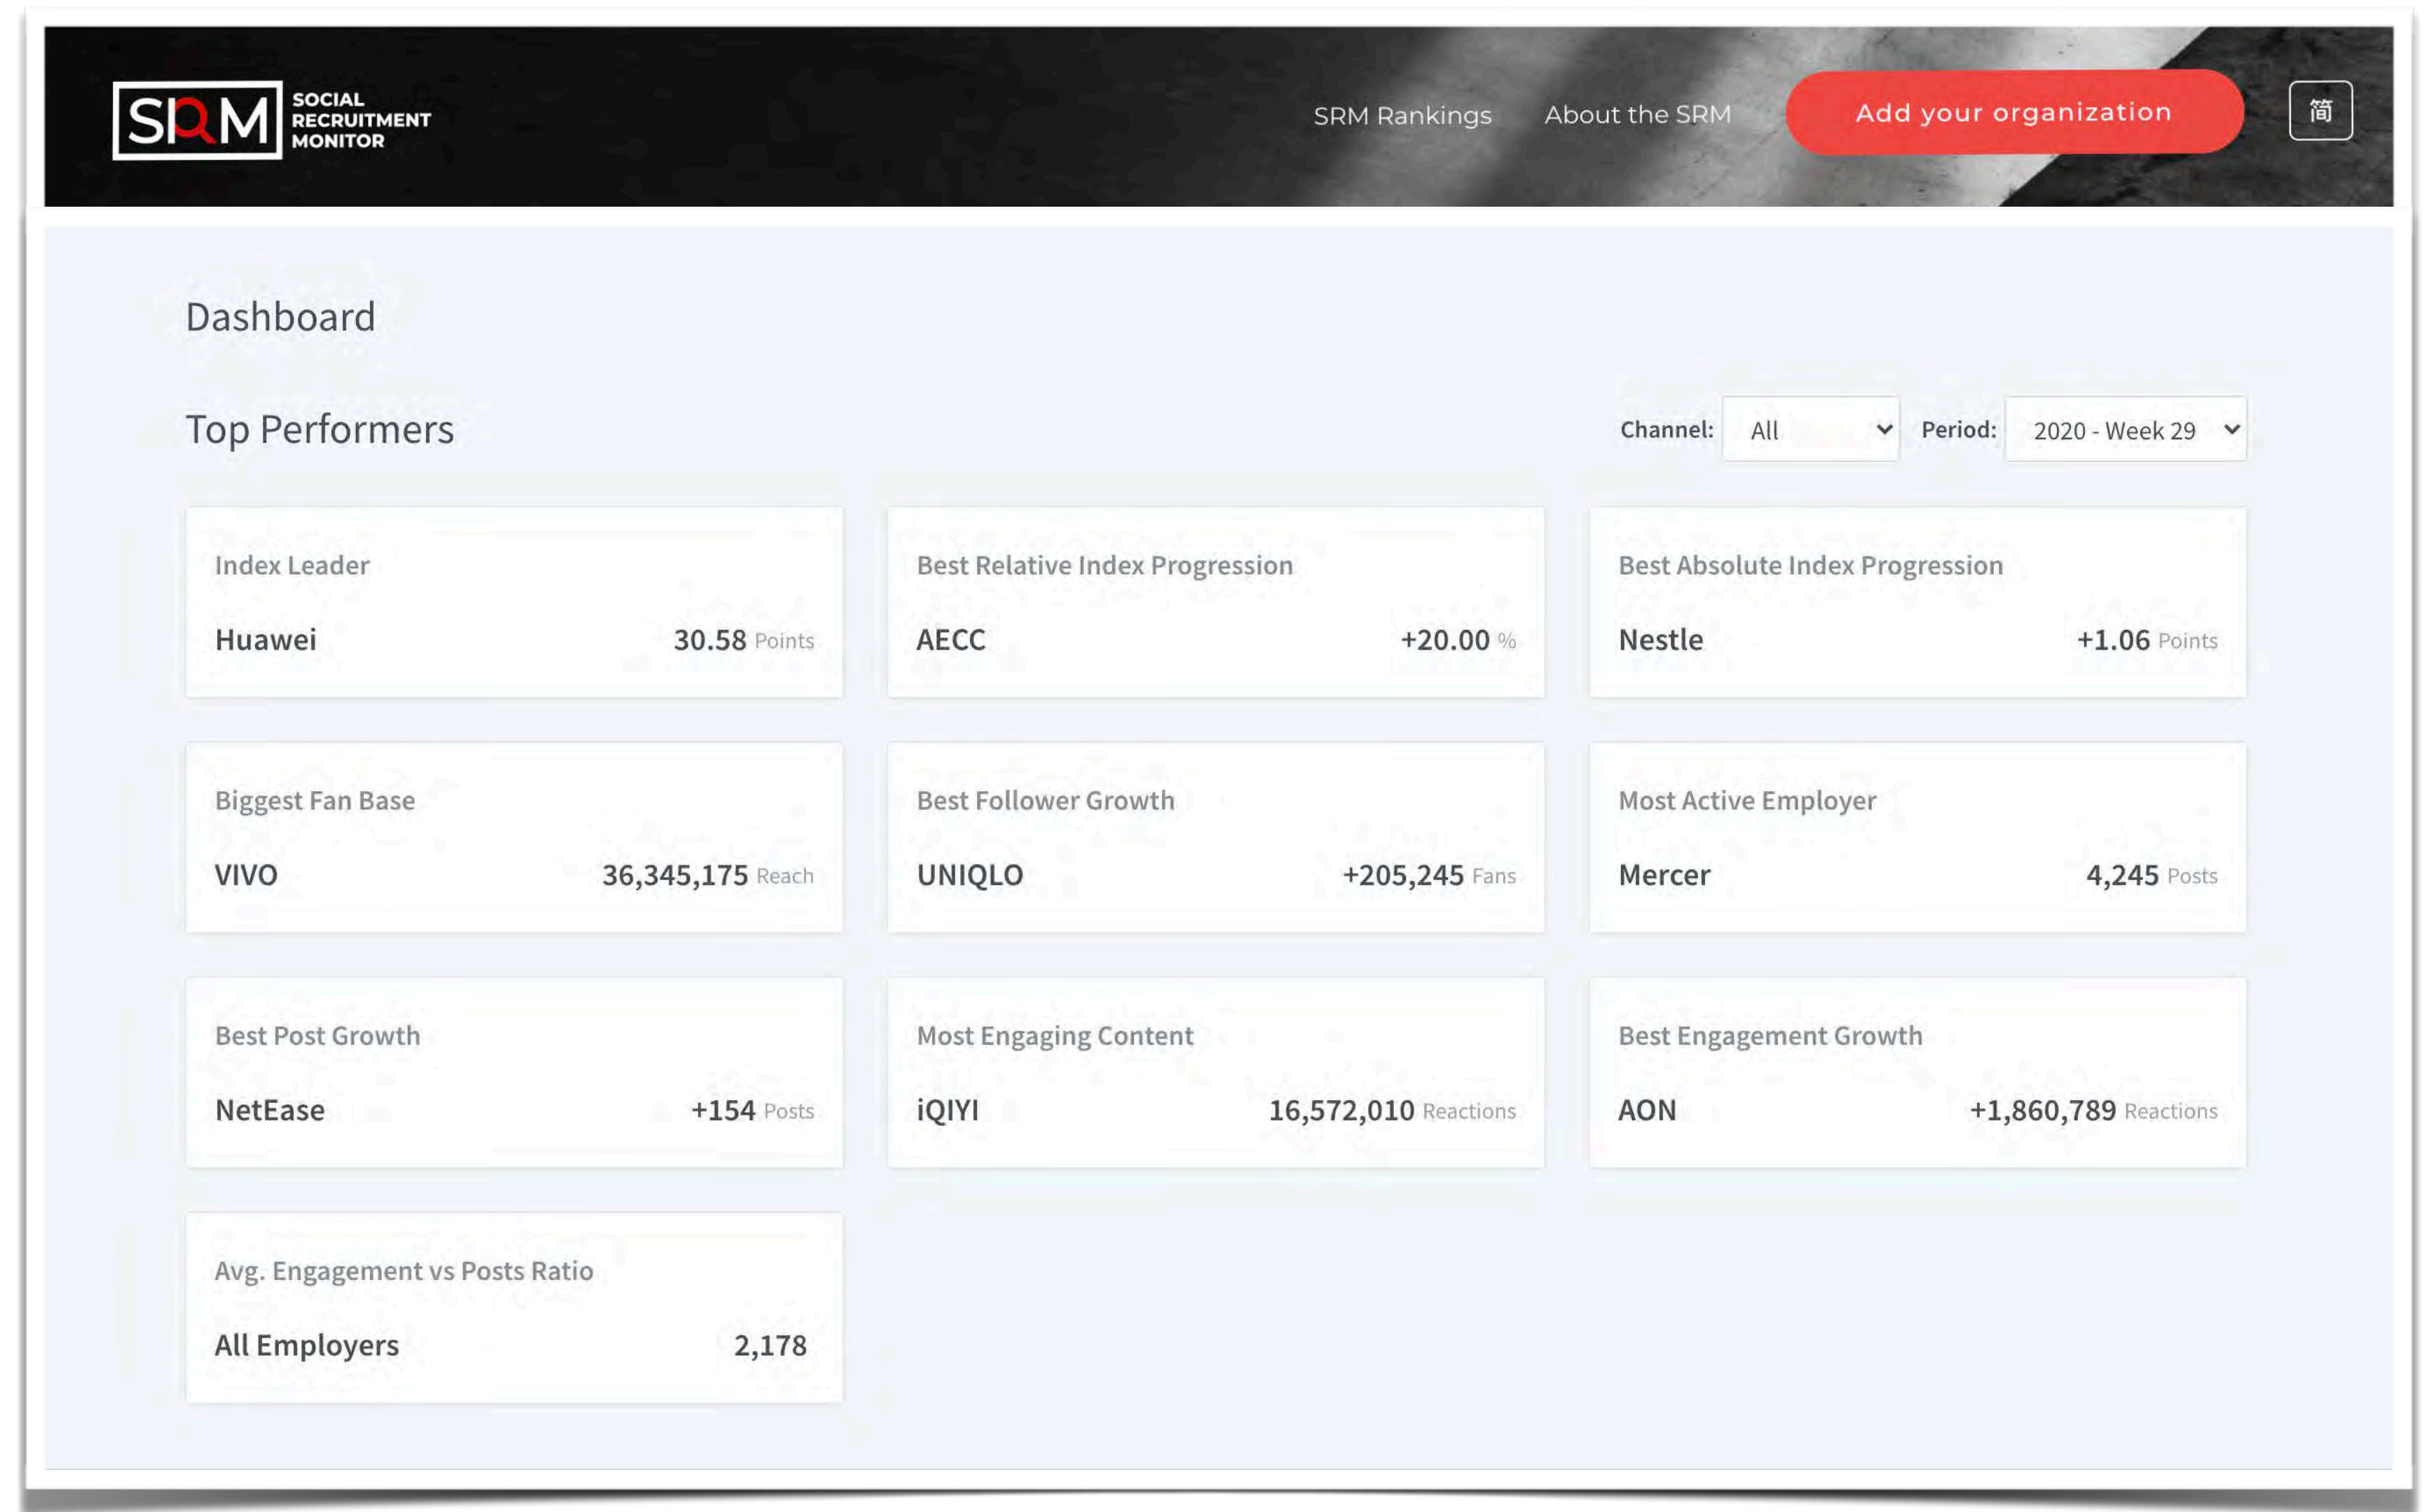 SRM SOCIAL
RECRUITMENT
MONITOR
SRM Rankings About the SRM Add your organization 简
Dashboard
Top Performers Channel: All Period: 2020 - Week 29
Index Leader
Huawei 30.58 Points
Best Relative Index Progression
AECC +20.00 %
Best Absolute Index Progression
Nestle +1.06 Points
Biggest Fan Base
VIVO 36,345,175 Reach
Best Follower Growth
UNIQLO +205,245 Fans
Most Active Employer
Mercer 4,245 Posts
Best Post Growth
NetEase +154 Posts
Most Engaging Content
iQIYI 16,572,010 Reactions
Best Engagement Growth
AON +1,860,789 Reactions
Avg. Engagement vs Posts Ratio
All Employers 2,178